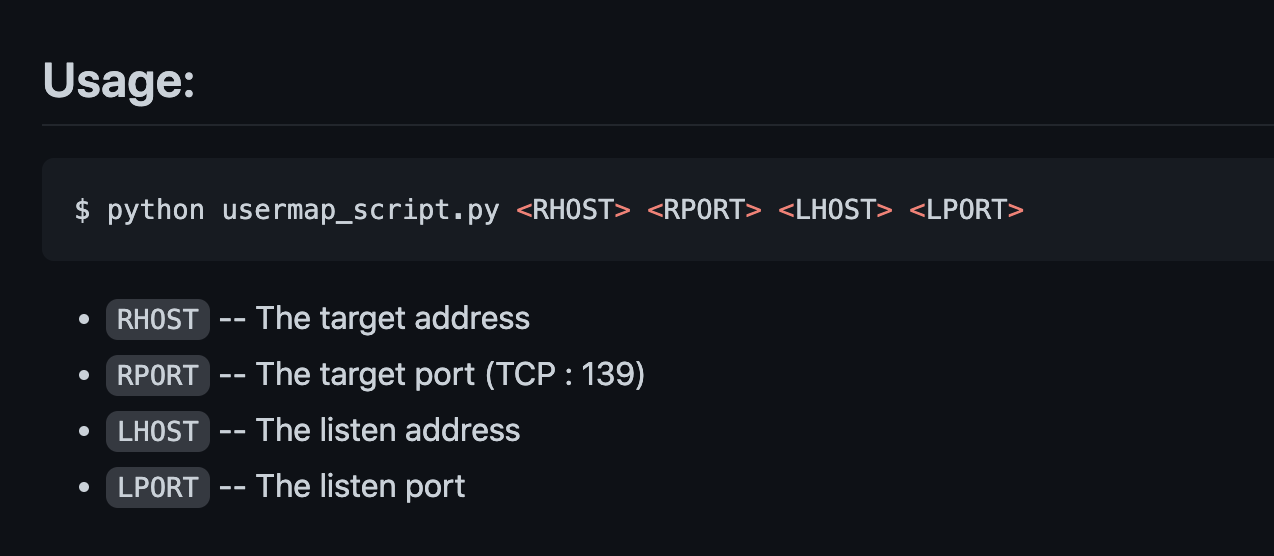 Usage:
$ python usermap_script.py <RHOST> <RPORT> <LHOST> <LPORT>
• RHOST -- The target address
• RPORT -- The target port (TCP : 139)
• LHOST -- The listen address
• LPORT -- The listen port